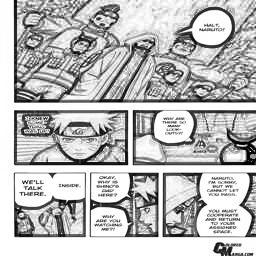 HALT,
NARUTO!
I KNEW
WHY ARE
THERE SO
MANY
LOOK-
OUTS?
WE'LL
TALK
THERE.
INSIDE.
OKAY,
WHY IS
SHINO'S
DAD
HERE?
WHY
ARE YOU
WATCHING
ME?!
NARUTO,
I'M SORRY,
BUT WE
CANNOT LET
YOU PASS.
YOU MUST
COOPERATE
AND RETURN
TO YOUR
ASSIGNED
SPACE.
COLORED
MANGA.COM